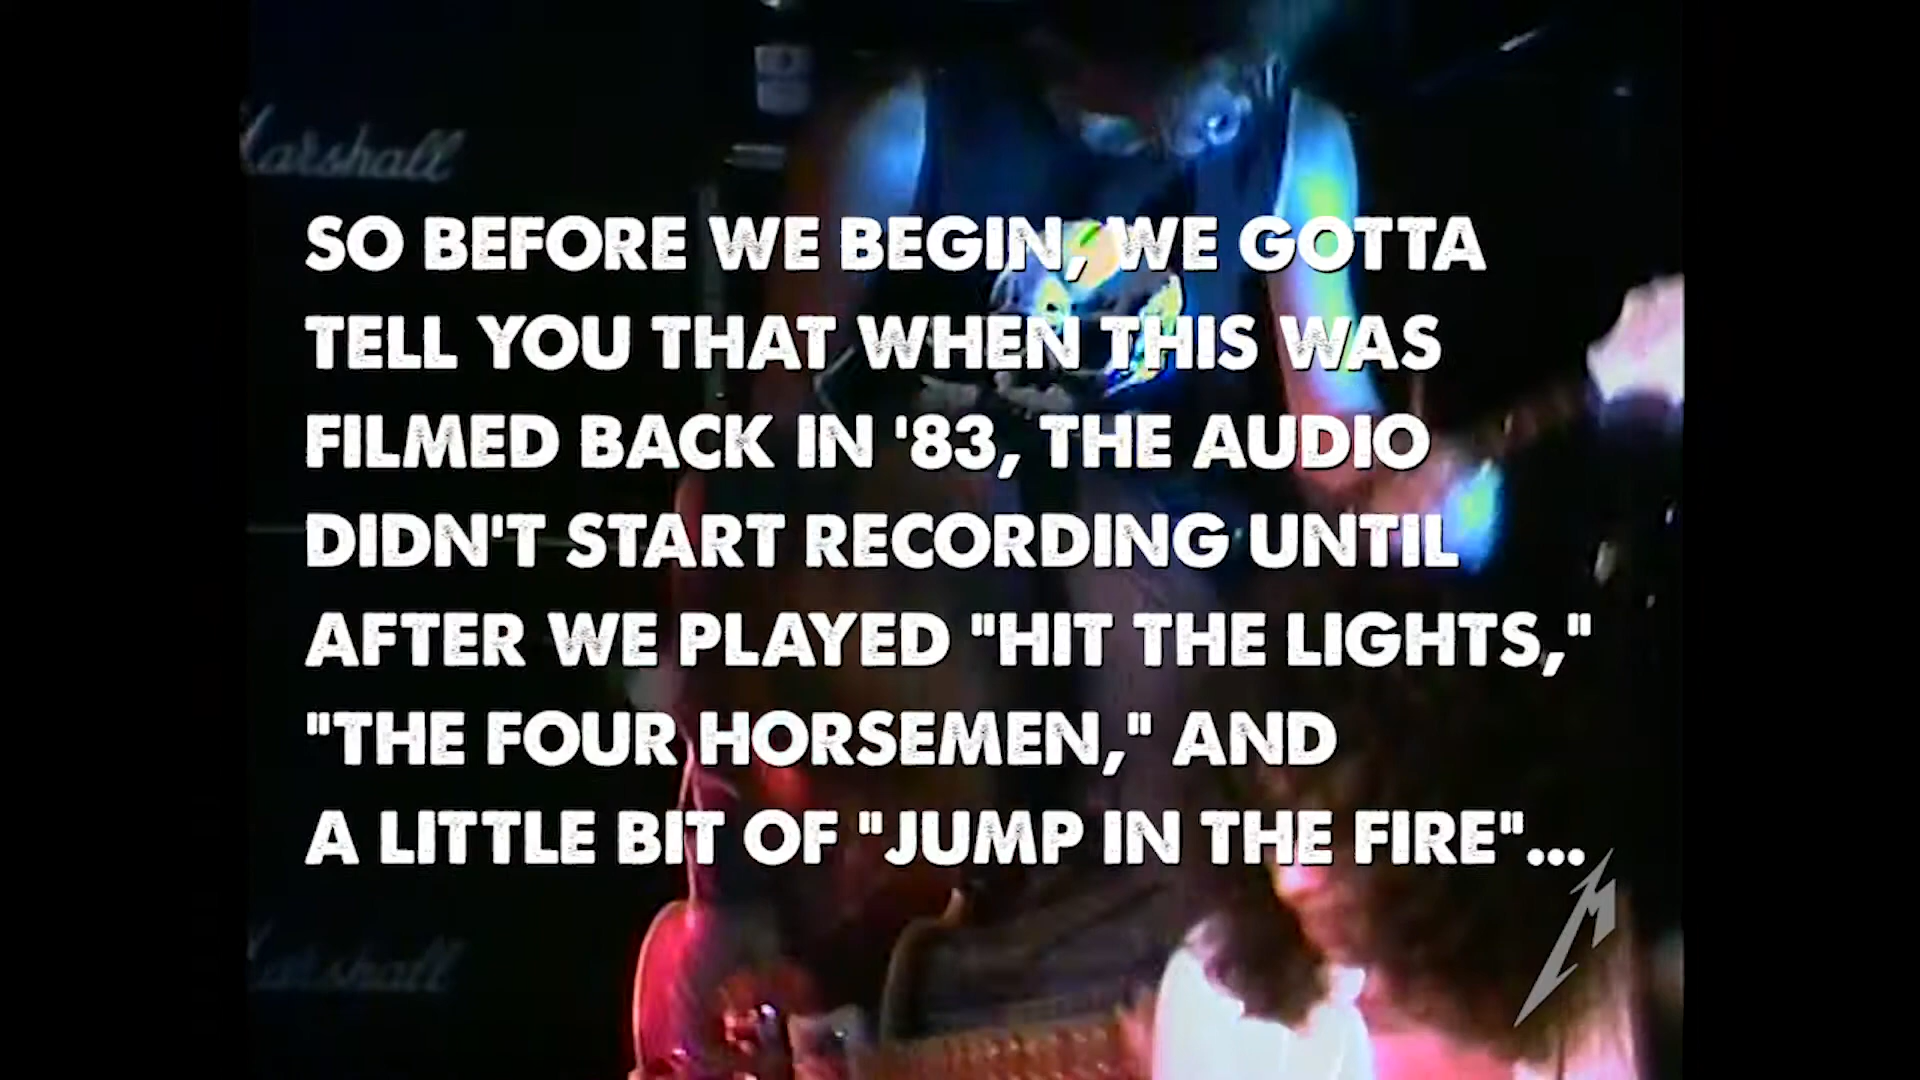 Marshall
SO BEFORE WE BEGIN, WE GOTTA
TELL YOU THAT WHEN THIS WAS
FILMED BACK IN '83, THE AUDIO
DIDN'T START RECORDING UNTIL
AFTER WE PLAYED "HIT THE LIGHTS,"
"THE FOUR HORSEMEN," AND
A LITTLE BIT OF "JUMP IN THE FIRE"...
Marshall
M